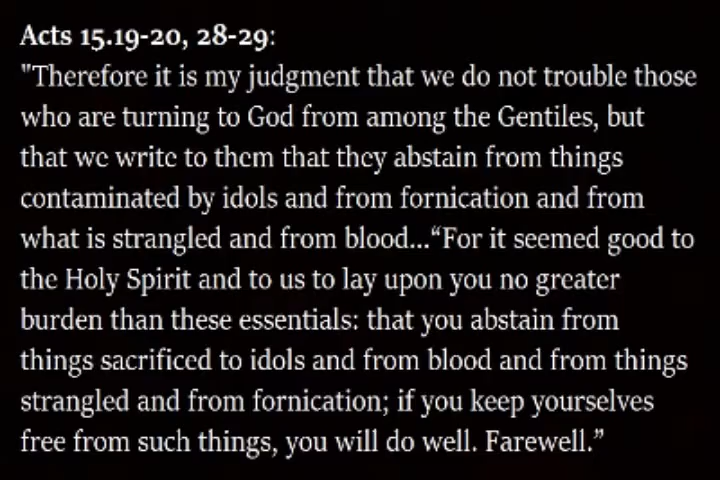 Acts 15.19-20, 28-29:
"Therefore it is my judgment that we do not trouble those
who are turning to God from among the Gentiles, but
that we write to them that they abstain from things
contaminated by idols and from fornication and from
what is strangled and from blood...“For it seemed good to
the Holy Spirit and to us to lay upon you no greater
burden than these essentials: that you abstain from
things sacrificed to idols and from blood and from things
strangled and from fornication; if you keep yourselves
free from such things, you will do well. Farewell.”